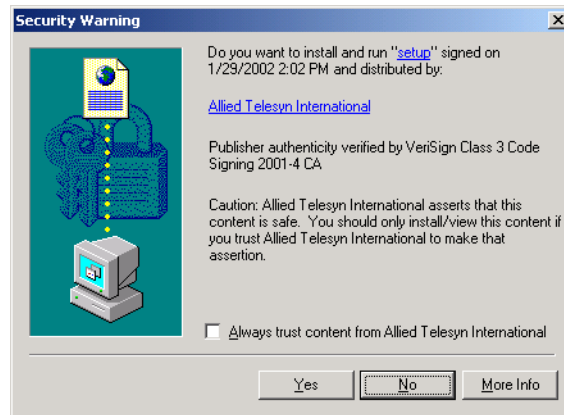 Security Warning
Do you want to install and run "setup" signed on
1/29/2002 2:02 PM and distributed by:
Allied Telesyn International
Publisher authenticity verified by VeriSign Class 3 Code
Signing 2001-4 CA
Caution: Allied Telesyn International asserts that this
content is safe. You should only install/view this content if
you trust Allied Telesyn International to make that
assertion.
Always trust content from Allied Telesyn International
Yes No More Info